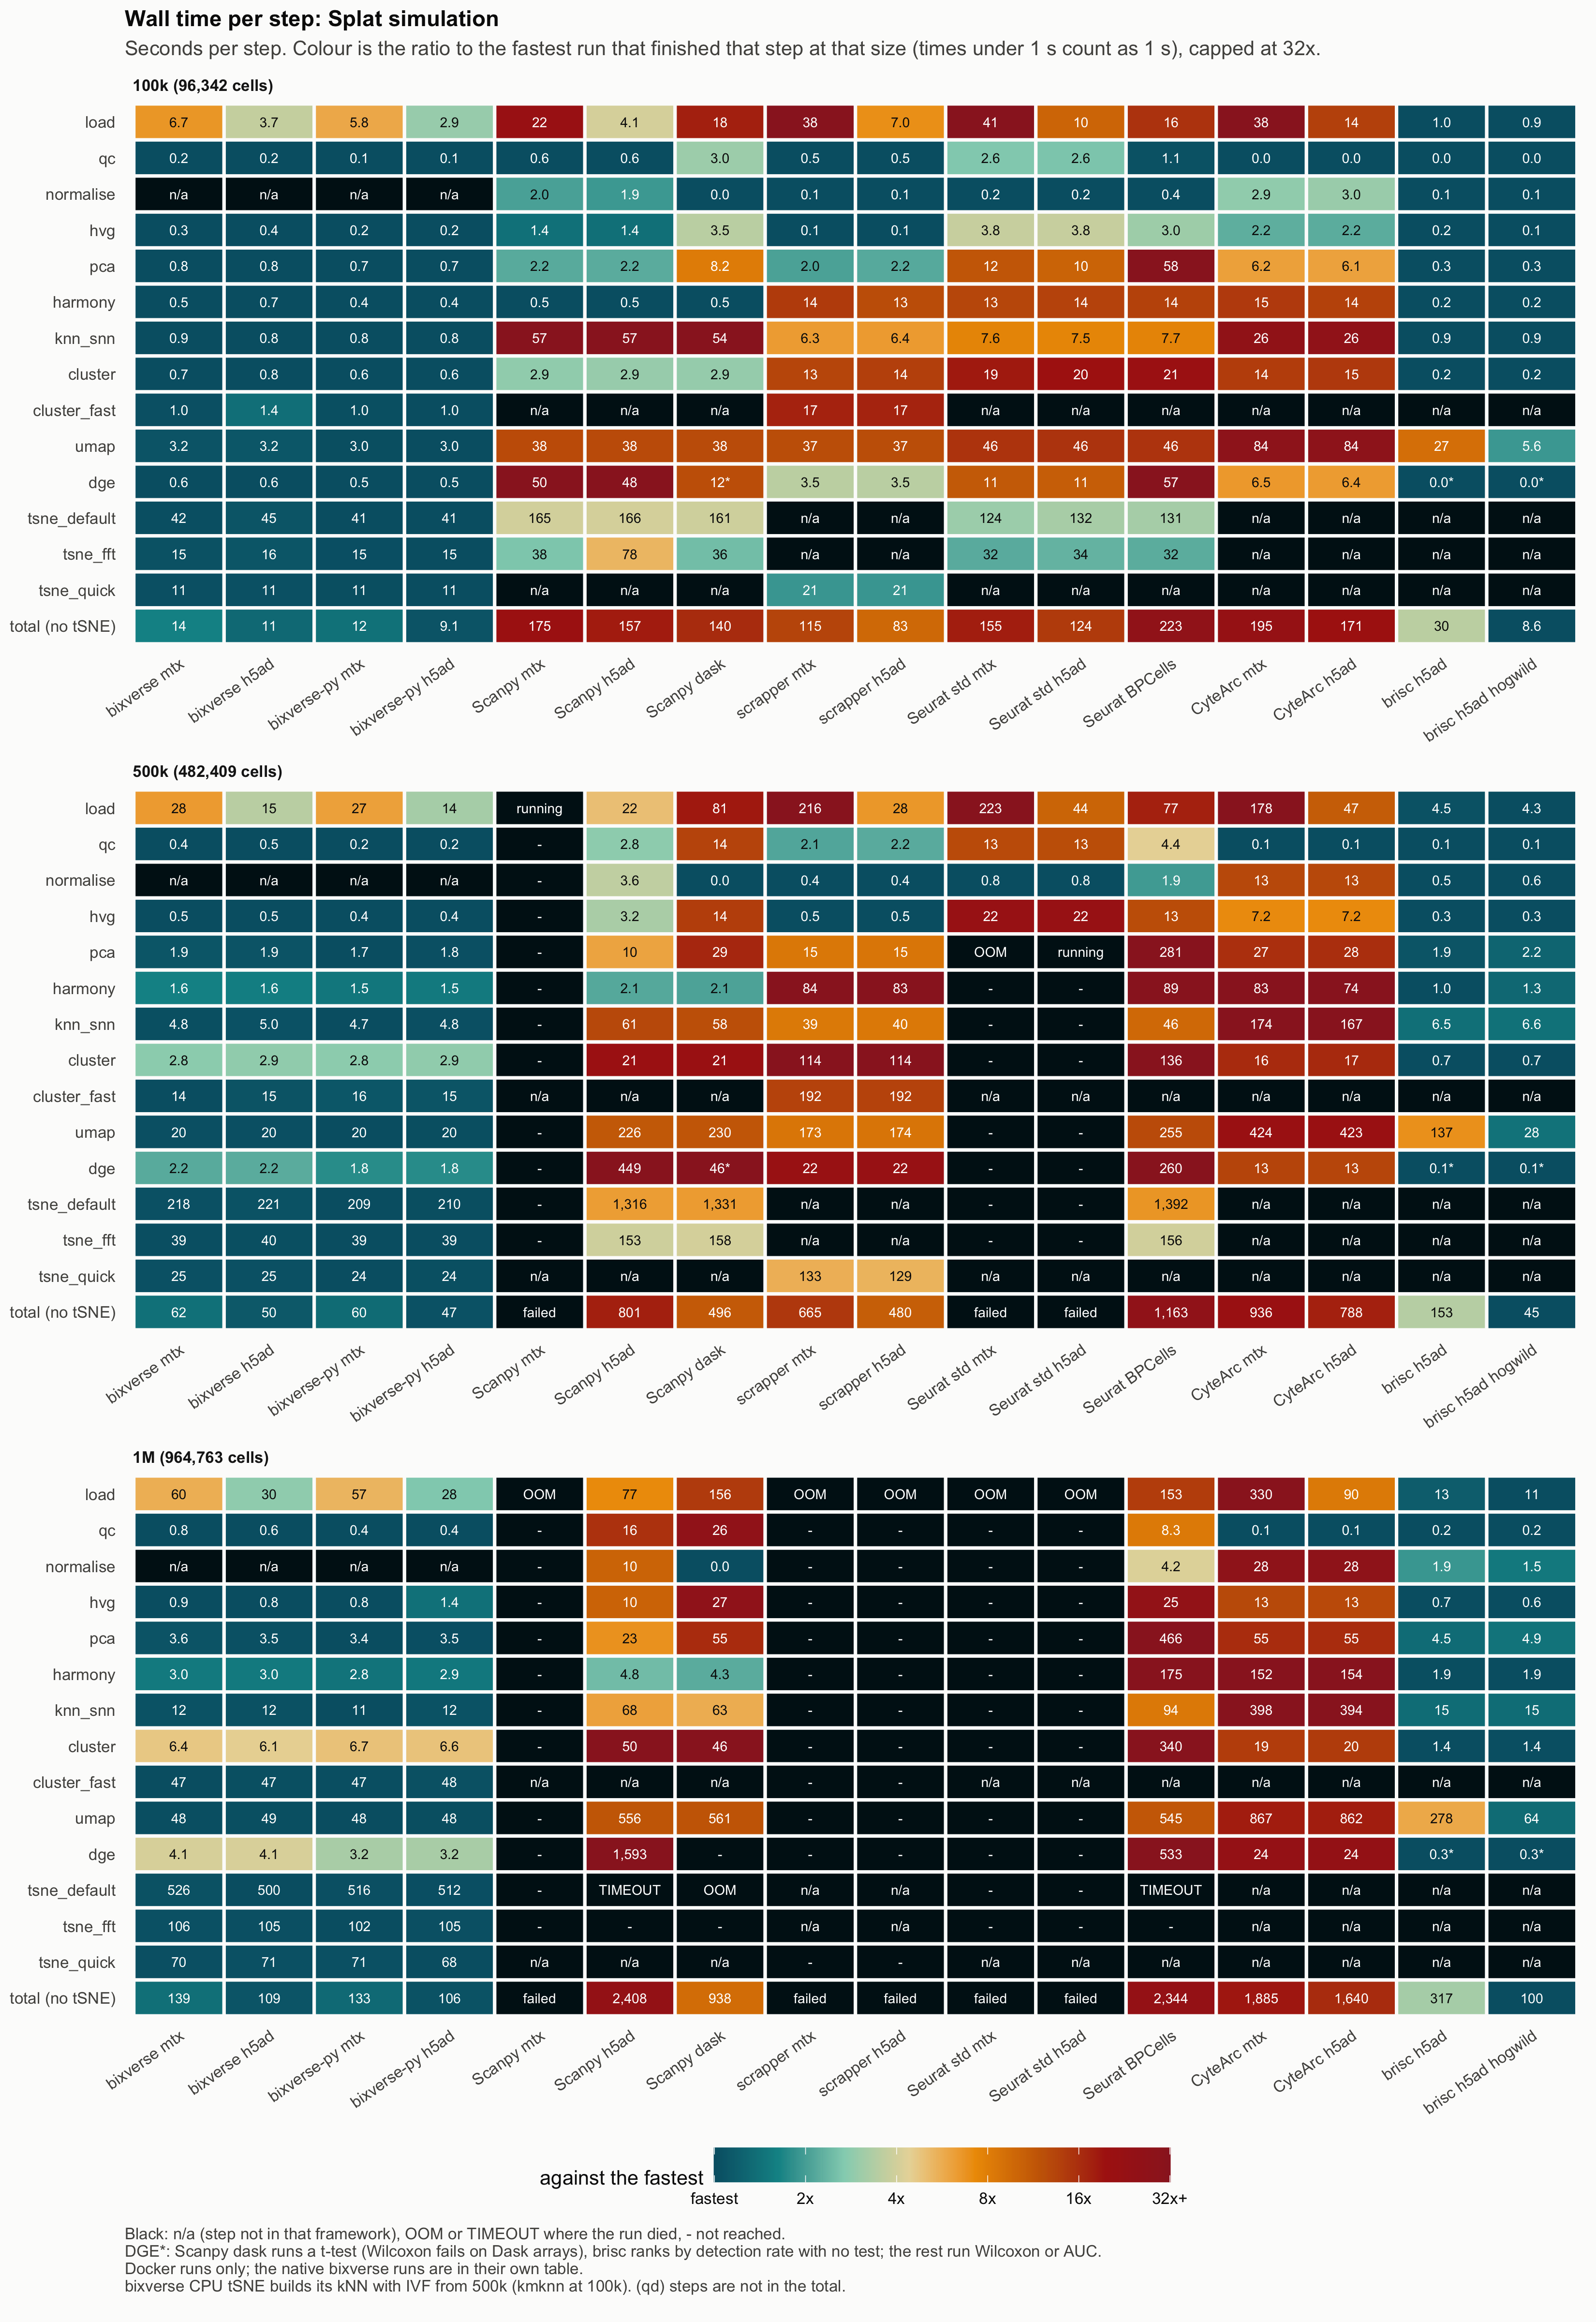 Wall time per step: Splat simulation
Seconds per step. Colour is the ratio to the fastest run that finished that step at that size (times under 1 s count as 1 s), capped at 32x.
100k (96,342 cells)
load 6.7 3.7 5.8 2.9 22 4.1 18 38 7.0 41 10 16 38 14 1.0 0.9
qc 0.2 0.2 0.1 0.1 0.6 0.6 3.0 0.5 0.5 2.6 2.6 1.1 0.0 0.0 0.0 0.0
normalise n/a n/a n/a n/a 2.0 1.9 0.0 0.1 0.1 0.2 0.2 0.4 2.9 3.0 0.1 0.1
hvg 0.3 0.4 0.2 0.2 1.4 1.4 3.5 0.1 0.1 3.8 3.8 3.0 2.2 2.2 0.2 0.1
pca 0.8 0.8 0.7 0.7 2.2 2.2 8.2 2.0 2.2 12 10 58 6.2 6.1 0.3 0.3
harmony 0.5 0.7 0.4 0.4 0.5 0.5 0.5 14 13 13 14 14 15 14 0.2 0.2
knn_snn 0.9 0.8 0.8 0.8 57 57 54 6.3 6.4 7.6 7.5 7.7 26 26 0.9 0.9
cluster 0.7 0.8 0.6 0.6 2.9 2.9 2.9 13 14 19 20 21 14 15 0.2 0.2
cluster_fast 1.0 1.4 1.0 1.0 n/a n/a n/a 17 17 n/a n/a n/a n/a n/a n/a n/a
umap 3.2 3.2 3.0 3.0 38 38 38 37 37 46 46 46 84 84 27 5.6
dge 0.6 0.6 0.5 0.5 50 48 12* 3.5 3.5 11 11 57 6.5 6.4 0.0* 0.0*
tsne_default 42 45 41 41 165 166 161 n/a n/a 124 132 131 n/a n/a n/a n/a
tsne_fft 15 16 15 15 38 78 36 n/a n/a 32 34 32 n/a n/a n/a n/a
tsne_quick 11 11 11 11 n/a n/a n/a 21 21 n/a n/a n/a n/a n/a n/a n/a
total (no tSNE) 14 11 12 9.1 175 157 140 115 83 155 124 223 195 171 30 8.6
bixverse mtx bixverse h5ad bixverse-py mtx bixverse-py h5ad Scanpy mtx Scanpy h5ad Scanpy dask scrapper mtx scrapper h5ad Seurat std mtx Seurat std h5ad Seurat BPCells CyteArc mtx CyteArc h5ad brisc h5ad brisc h5ad hogwild
500k (482,409 cells)
load 28 15 27 14 running 22 81 216 28 223 44 77 178 47 4.5 4.3
qc 0.4 0.5 0.2 0.2 - 2.8 14 2.1 2.2 13 13 4.4 0.1 0.1 0.1 0.1
normalise n/a n/a n/a n/a - 3.6 0.0 0.4 0.4 0.8 0.8 1.9 13 13 0.5 0.6
hvg 0.5 0.5 0.4 0.4 - 3.2 14 0.5 0.5 22 22 13 7.2 7.2 0.3 0.3
pca 1.9 1.9 1.7 1.8 - 10 29 15 15 OOM running 281 27 28 1.9 2.2
harmony 1.6 1.6 1.5 1.5 - 2.1 2.1 84 83 - - 89 83 74 1.0 1.3
knn_snn 4.8 5.0 4.7 4.8 - 61 58 39 40 - - 46 174 167 6.5 6.6
cluster 2.8 2.9 2.8 2.9 - 21 21 114 114 - - 136 16 17 0.7 0.7
cluster_fast 14 15 16 15 n/a n/a n/a 192 192 n/a n/a n/a n/a n/a n/a n/a
umap 20 20 20 20 - 226 230 173 174 - - 255 424 423 137 28
dge 2.2 2.2 1.8 1.8 - 449 46* 22 22 - - 260 13 13 0.1* 0.1*
tsne_default 218 221 209 210 - 1,316 1,331 n/a n/a - - 1,392 n/a n/a n/a n/a
tsne_fft 39 40 39 39 - 153 158 n/a n/a - - 156 n/a n/a n/a n/a
tsne_quick 25 25 24 24 n/a n/a n/a 133 129 n/a n/a n/a n/a n/a n/a n/a
total (no tSNE) 62 50 60 47 failed 801 496 665 480 failed failed 1,163 936 788 153 45
bixverse mtx bixverse h5ad bixverse-py mtx bixverse-py h5ad Scanpy mtx Scanpy h5ad Scanpy dask scrapper mtx scrapper h5ad Seurat std mtx Seurat std h5ad Seurat BPCells CyteArc mtx CyteArc h5ad brisc h5ad brisc h5ad hogwild
1M (964,763 cells)
load 60 30 57 28 OOM 77 156 OOM OOM OOM OOM 153 330 90 13 11
qc 0.8 0.6 0.4 0.4 - 16 26 - - - - 8.3 0.1 0.1 0.2 0.2
normalise n/a n/a n/a n/a - 10 0.0 - - - - 4.2 28 28 1.9 1.5
hvg 0.9 0.8 0.8 1.4 - 10 27 - - - - 25 13 13 0.7 0.6
pca 3.6 3.5 3.4 3.5 - 23 55 - - - - 466 55 55 4.5 4.9
harmony 3.0 3.0 2.8 2.9 - 4.8 4.3 - - - - 175 152 154 1.9 1.9
knn_snn 12 12 11 12 - 68 63 - - - - 94 398 394 15 15
cluster 6.4 6.1 6.7 6.6 - 50 46 - - - - 340 19 20 1.4 1.4
cluster_fast 47 47 47 48 n/a n/a n/a - - n/a n/a n/a n/a n/a n/a n/a
umap 48 49 48 48 - 556 561 - - - - 545 867 862 278 64
dge 4.1 4.1 3.2 3.2 - 1,593 - - - - - 533 24 24 0.3* 0.3*
tsne_default 526 500 516 512 - TIMEOUT OOM n/a n/a - - TIMEOUT n/a n/a n/a n/a
tsne_fft 106 105 102 105 - - - n/a n/a - - - n/a n/a n/a n/a
tsne_quick 70 71 71 68 n/a n/a n/a - - n/a n/a n/a n/a n/a n/a n/a
total (no tSNE) 139 109 133 106 failed 2,408 938 failed failed failed failed 2,344 1,885 1,640 317 100
bixverse mtx bixverse h5ad bixverse-py mtx bixverse-py h5ad Scanpy mtx Scanpy h5ad Scanpy dask scrapper mtx scrapper h5ad Seurat std mtx Seurat std h5ad Seurat BPCells CyteArc mtx CyteArc h5ad brisc h5ad brisc h5ad hogwild
against the fastest
fastest 2x 4x 8x 16x 32x+
Black: n/a (step not in that framework), OOM or TIMEOUT where the run died, - not reached.
DGE*: Scanpy dask runs a t-test (Wilcoxon fails on Dask arrays), brisc ranks by detection rate with no test; the rest run Wilcoxon or AUC.
Docker runs only; the native bixverse runs are in their own table.
bixverse CPU tSNE builds its kNN with IVF from 500k (kmknn at 100k). (qd) steps are not in the total.